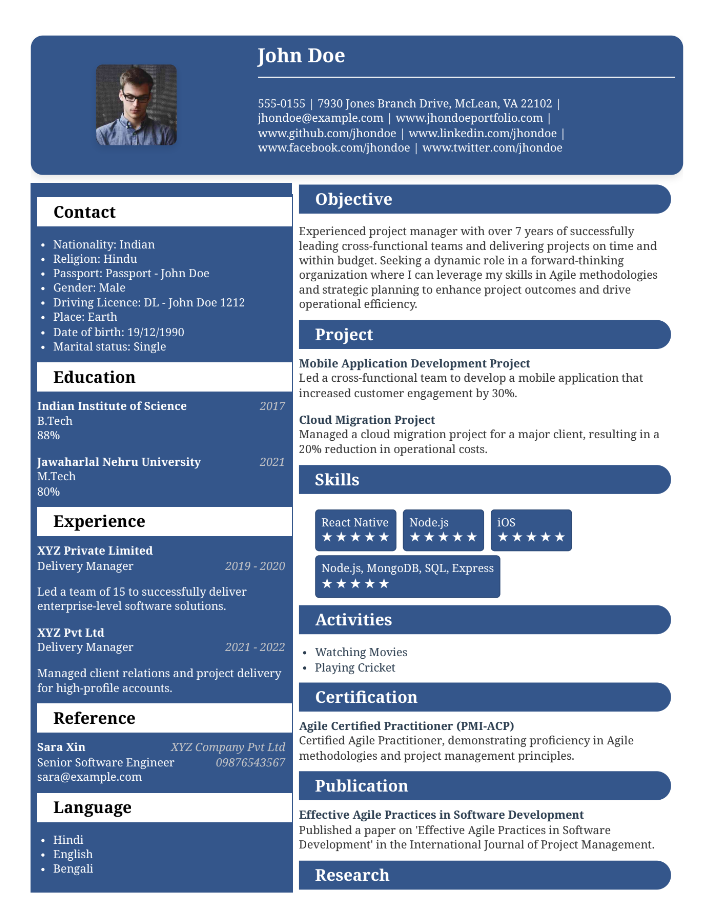 John Doe
555-0155 | 7930 Jones Branch Drive, McLean, VA 22102 |
jhondoe@example.com | www.jhondoeportfolio.com |
www.github.com/jhondoe | www.linkedin.com/jhondoe |
www.facebook.com/jhondoe | www.twitter.com/jhondoe
Contact
• Nationality: Indian
• Religion: Hindu
• Passport: Passport - John Doe
• Gender: Male
• Driving Licence: DL - John Doe 1212
• Place: Earth
• Date of birth: 19/12/1990
• Marital status: Single
Education
Indian Institute of Science 2017
B.Tech
88%
Jawaharlal Nehru University 2021
M.Tech
80%
Experience
XYZ Private Limited
Delivery Manager 2019 - 2020
Led a team of 15 to successfully deliver
enterprise-level software solutions.
XYZ Pvt Ltd
Delivery Manager 2021 - 2022
Managed client relations and project delivery
for high-profile accounts.
Reference
Sara Xin XYZ Company Pvt Ltd
Senior Software Engineer 09876543567
sara@example.com
Language
• Hindi
• English
• Bengali
Objective
Experienced project manager with over 7 years of successfully
leading cross-functional teams and delivering projects on time and
within budget. Seeking a dynamic role in a forward-thinking
organization where I can leverage my skills in Agile methodologies
and strategic planning to enhance project outcomes and drive
operational efficiency.
Project
Mobile Application Development Project
Led a cross-functional team to develop a mobile application that
increased customer engagement by 30%.
Cloud Migration Project
Managed a cloud migration project for a major client, resulting in a
20% reduction in operational costs.
Skills
React Native Node.js iOS
★★★★★ ★★★★★ ★★★★★
Node.js, MongoDB, SQL, Express
★★★★★
Activities
• Watching Movies
• Playing Cricket
Certification
Agile Certified Practitioner (PMI-ACP)
Certified Agile Practitioner, demonstrating proficiency in Agile
methodologies and project management principles.
Publication
Effective Agile Practices in Software Development
Published a paper on 'Effective Agile Practices in Software
Development' in the International Journal of Project Management.
Research